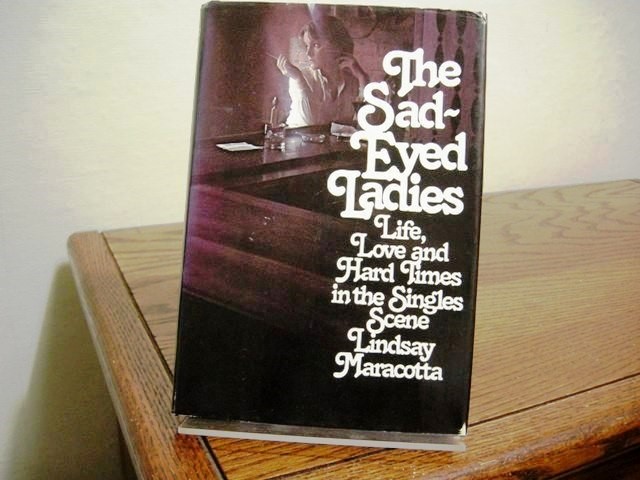 The
Sad-
Eyed
Ladies
Life,
Love and
Hard Times
in the Singles
Scene
Lindsay
Maracotta